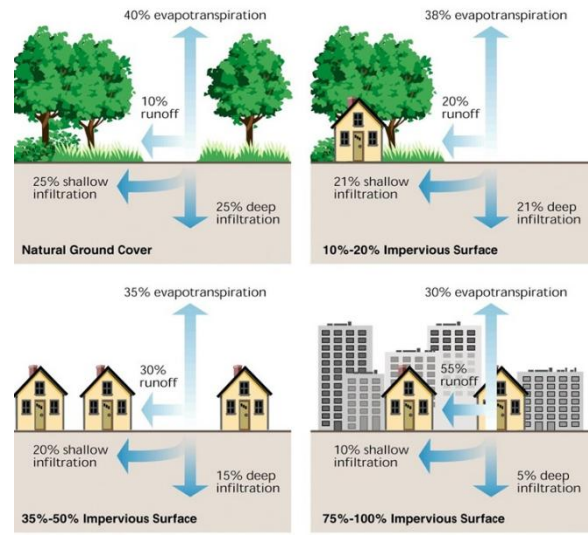 40% evapotranspiration
10%
runoff
25% shallow
infiltration
25% deep
infiltration
Natural Ground Cover
38% evapotranspiration
20%
runoff
21% shallow
infiltration
21% deep
infiltration
10%-20% Impervious Surface
35% evapotranspiration
30%
runoff
20% shallow
infiltration
15% deep
infiltration
35%-50% Impervious Surface
30% evapotranspiration
55%
runoff
10% shallow
infiltration
5% deep
infiltration
75%-100% Impervious Surface